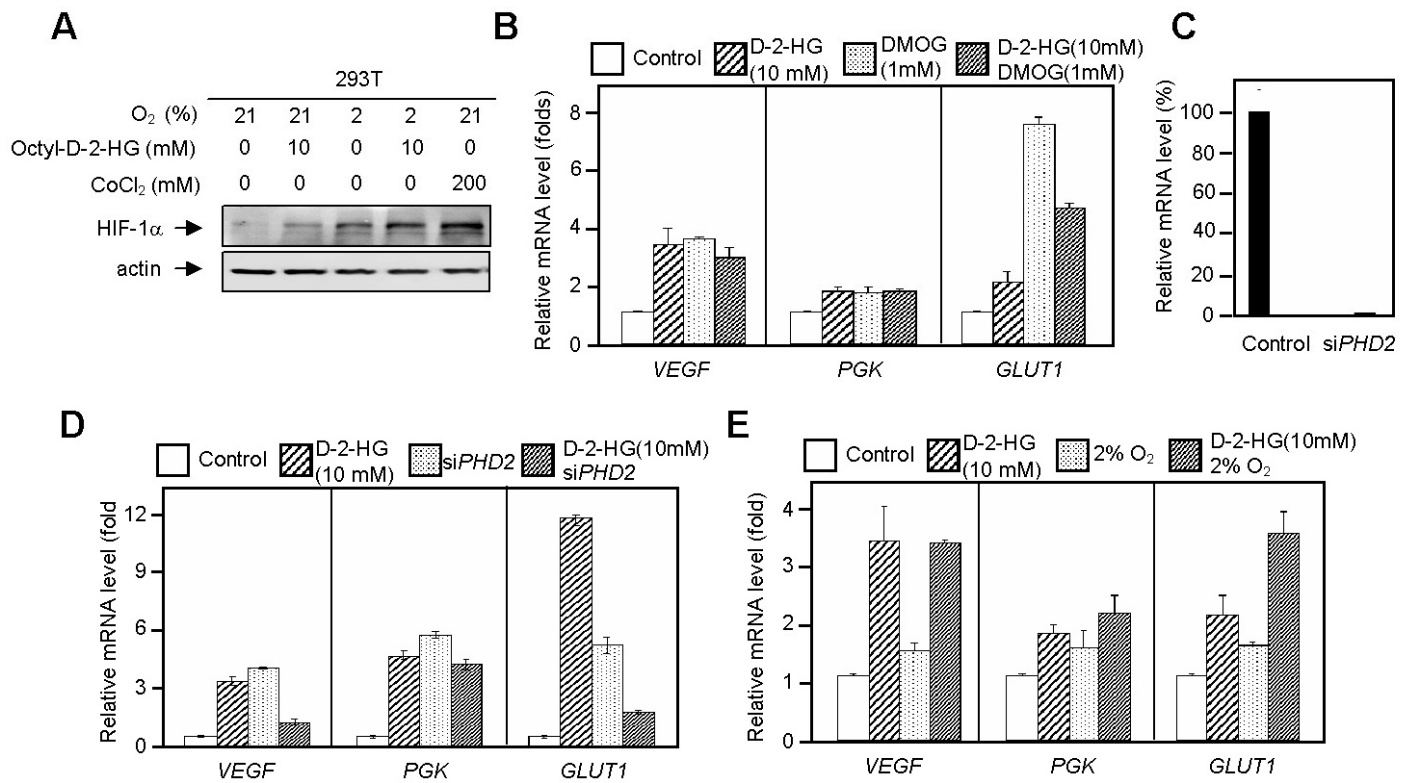 A
293T
O2 (%) 21 21 2 2 21
Octyl-D-2-HG (mM) 0 10 0 10 0
CoCl2 (mM) 0 0 0 0 200
HIF-1α
actin
B
Control D-2-HG (10 mM) DMOG (1mM) D-2-HG(10mM) DMOG(1mM)
Relative mRNA level (folds)
8
6
4
2
0
VEGF PGK GLUT1
C
Relative mRNA level (%)
100
80
60
40
20
0
Control siPHD2
D
Control D-2-HG (10 mM) siPHD2 D-2-HG(10mM) siPHD2
Relative mRNA level (fold
12
9
6
3
0
VEGF PGK GLUT1
E
Control D-2-HG (10 mM) 2% O2 D-2-HG(10mM) 2% O2
Relative mRNA level (fold)
4
3
2
1
0
VEGF PGK GLUT1